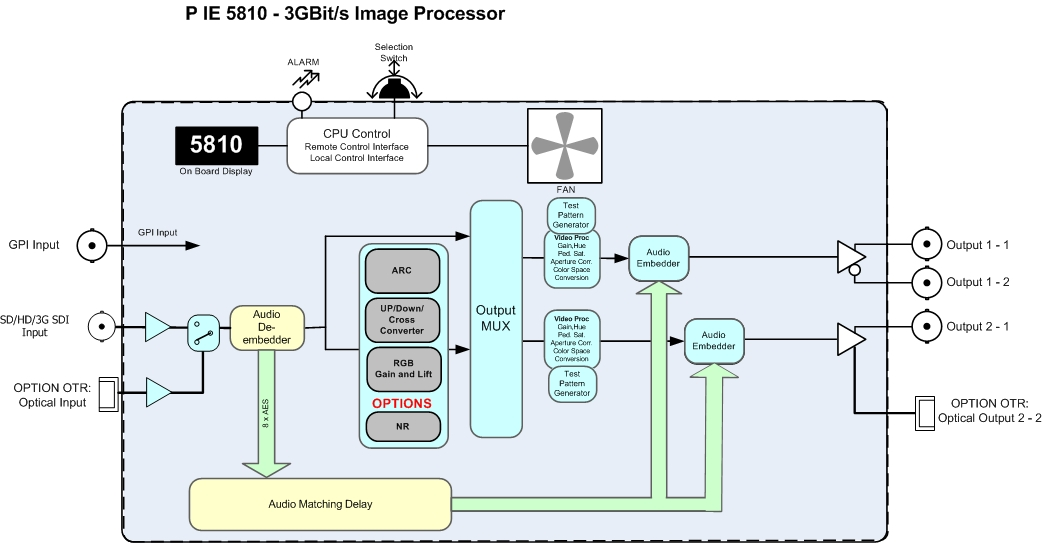 P IE 5810 - 3GBit/s Image Processor
Selection
Switch
ALARM
CPU Control
Remote Control Interface
Local Control Interface
5810
On Board Display
FAN
GPI Input
GPI Input
SD/HD/3G SDI
Input
OPTION OTR:
Optical Input
Audio
De-
embedder
8 x AES
ARC
UP/Down/
Cross
Converter
RGB
Gain and Lift
OPTIONS
NR
Output
MUX
Test
Pattern
Generator
Video Proc
Gain,Hue
Ped. Sat.
Aperture Corr.
Color Space
Conversion
Audio
Embedder
Video Proc
Gain,Hue
Ped. Sat.
Aperture Corr.
Color Space
Conversion
Test
Pattern
Generator
Audio
Embedder
Audio Matching Delay
Output 1 - 1
Output 1 - 2
Output 2 - 1
OPTION OTR:
Optical Output 2 - 2